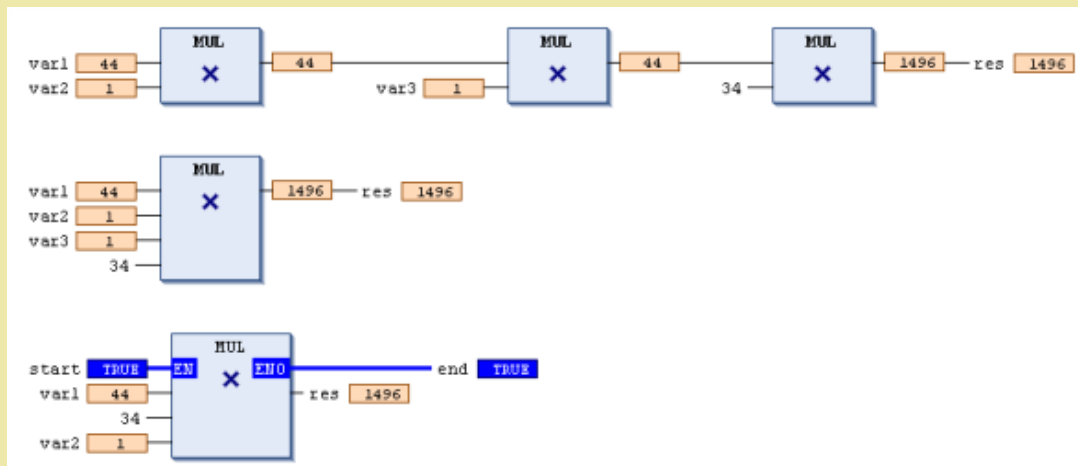 MUL MUL MUL
var1 44 44 44 1496 res 1496
var2 1 var3 1 34
MUL
var1 44 1496 res 1496
var2 1
var3 1
34
MUL
start TRUE EN ENO end TRUE
var1 44 res 1496
34
var2 1